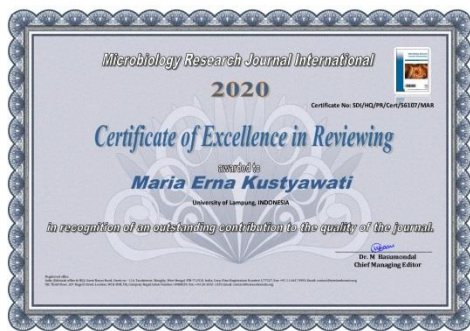 Microbiology Research Journal International
2020
Certificate No: SDI/HQ/PR/Cert/56107/MAR
Certificate of Excellence in Reviewing
awarded to
Maria Erna Kustyawati
University of Lampung, INDONESIA
in recognition of an outstanding contribution to the quality of the journal.
Dr. M Basumondal
Chief Managing Editor